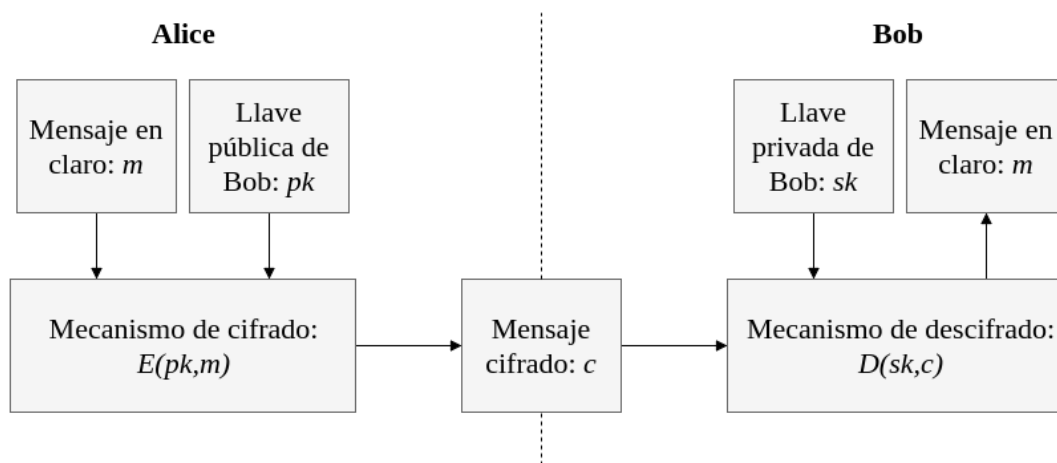 Alice
Bob
Mensaje en
claro: m
Llave
pública de
Bob: pk
Llave
privada de
Bob: sk
Mensaje en
claro: m
Mecanismo de cifrado:
E(pk,m)
Mensaje
cifrado: c
Mecanismo de descifrado:
D(sk,c)